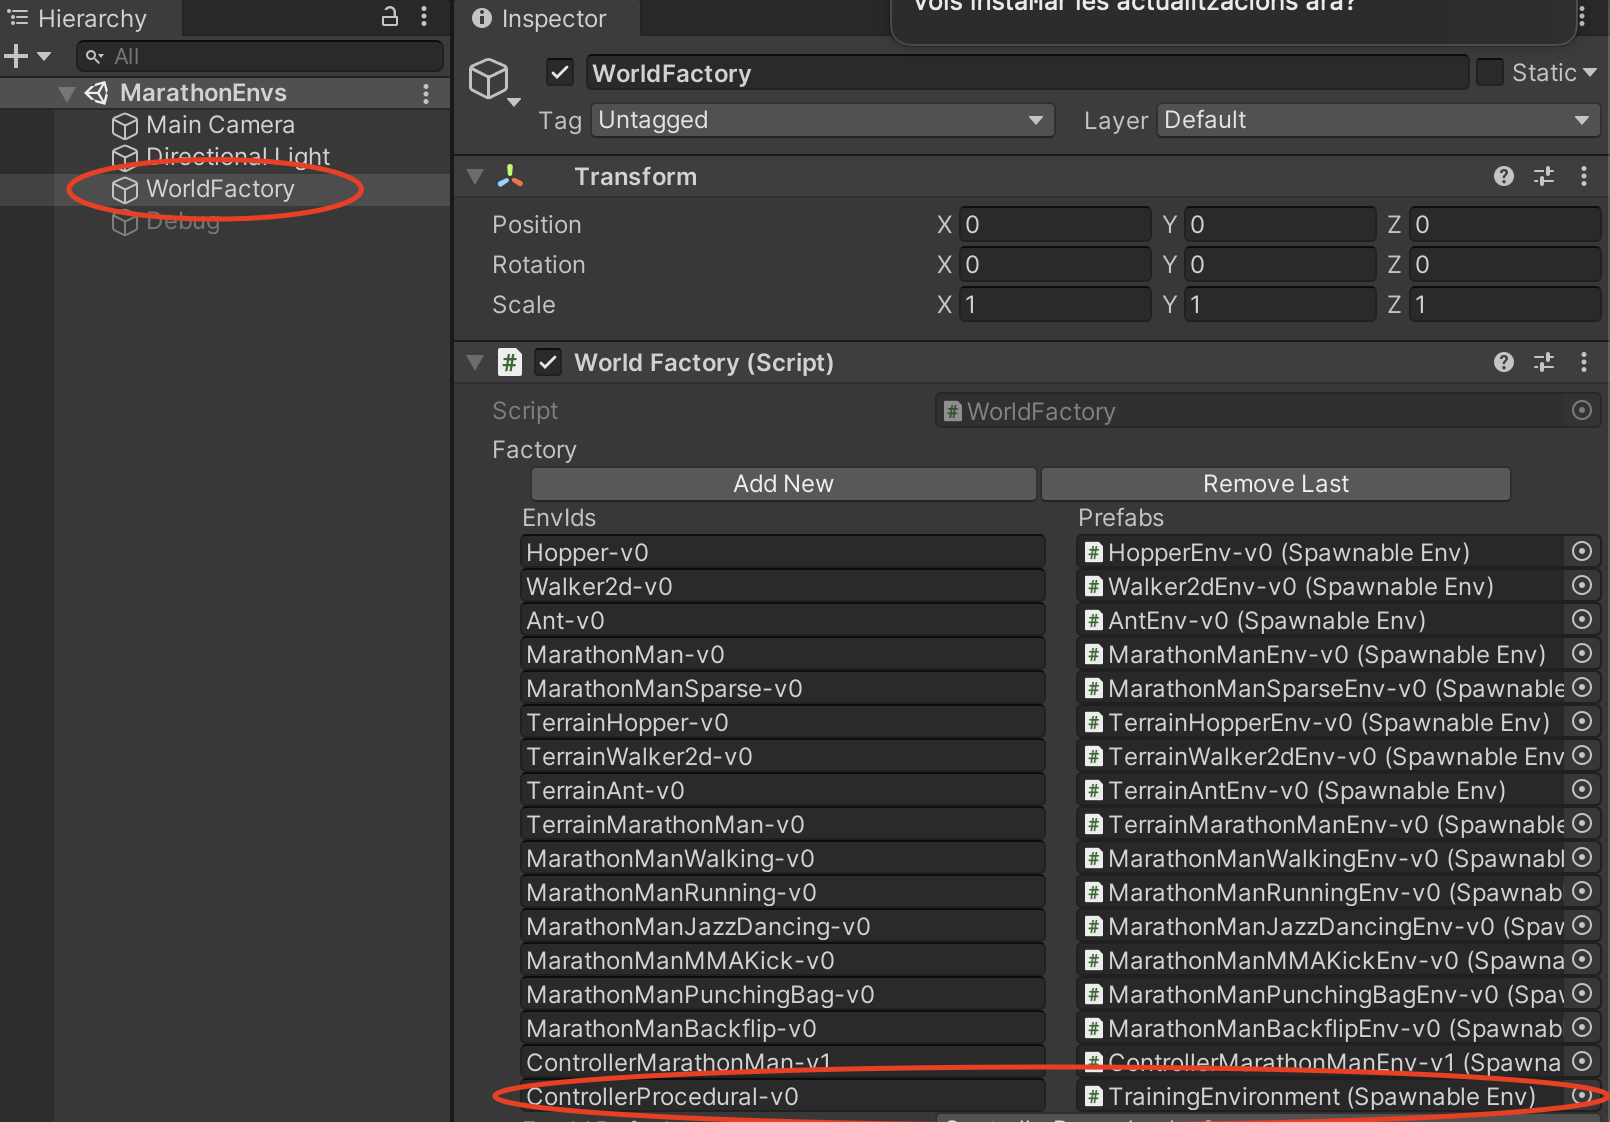 Hierarchy
All
MarathonEnvs
Main Camera
Directional Light
WorldFactory
Debug
Inspector
Vols instal·lar les actualitzacions ara?
WorldFactory
Static
Tag Untagged Layer Default
Transform
Position X 0 Y 0 Z 0
Rotation X 0 Y 0 Z 0
Scale X 1 Y 1 Z 1
World Factory (Script)
Script WorldFactory
Factory
Add New Remove Last
EnvIds Prefabs
Hopper-v0 HopperEnv-v0 (Spawnable Env)
Walker2d-v0 Walker2dEnv-v0 (Spawnable Env)
Ant-v0 AntEnv-v0 (Spawnable Env)
MarathonMan-v0 MarathonManEnv-v0 (Spawnable Env)
MarathonManSparse-v0 MarathonManSparseEnv-v0 (Spawnable
TerrainHopper-v0 TerrainHopperEnv-v0 (Spawnable Env)
TerrainWalker2d-v0 TerrainWalker2dEnv-v0 (Spawnable Env
TerrainAnt-v0 TerrainAntEnv-v0 (Spawnable Env)
TerrainMarathonMan-v0 TerrainMarathonManEnv-v0 (Spawnable
MarathonManWalking-v0 MarathonManWalkingEnv-v0 (Spawnabl
MarathonManRunning-v0 MarathonManRunningEnv-v0 (Spawnab
MarathonManJazzDancing-v0 MarathonManJazzDancingEnv-v0 (Spaw
MarathonManMMAKick-v0 MarathonManMMAKickEnv-v0 (Spawna
MarathonManPunchingBag-v0 MarathonManPunchingBagEnv-v0 (Spaw
MarathonManBackflip-v0 MarathonManBackflipEnv-v0 (Spawnab
ControllerMarathonMan-v1 ControllerMarathonManEnv-v1 (Spawna
ControllerProcedural-v0 TrainingEnvironment (Spawnable Env)